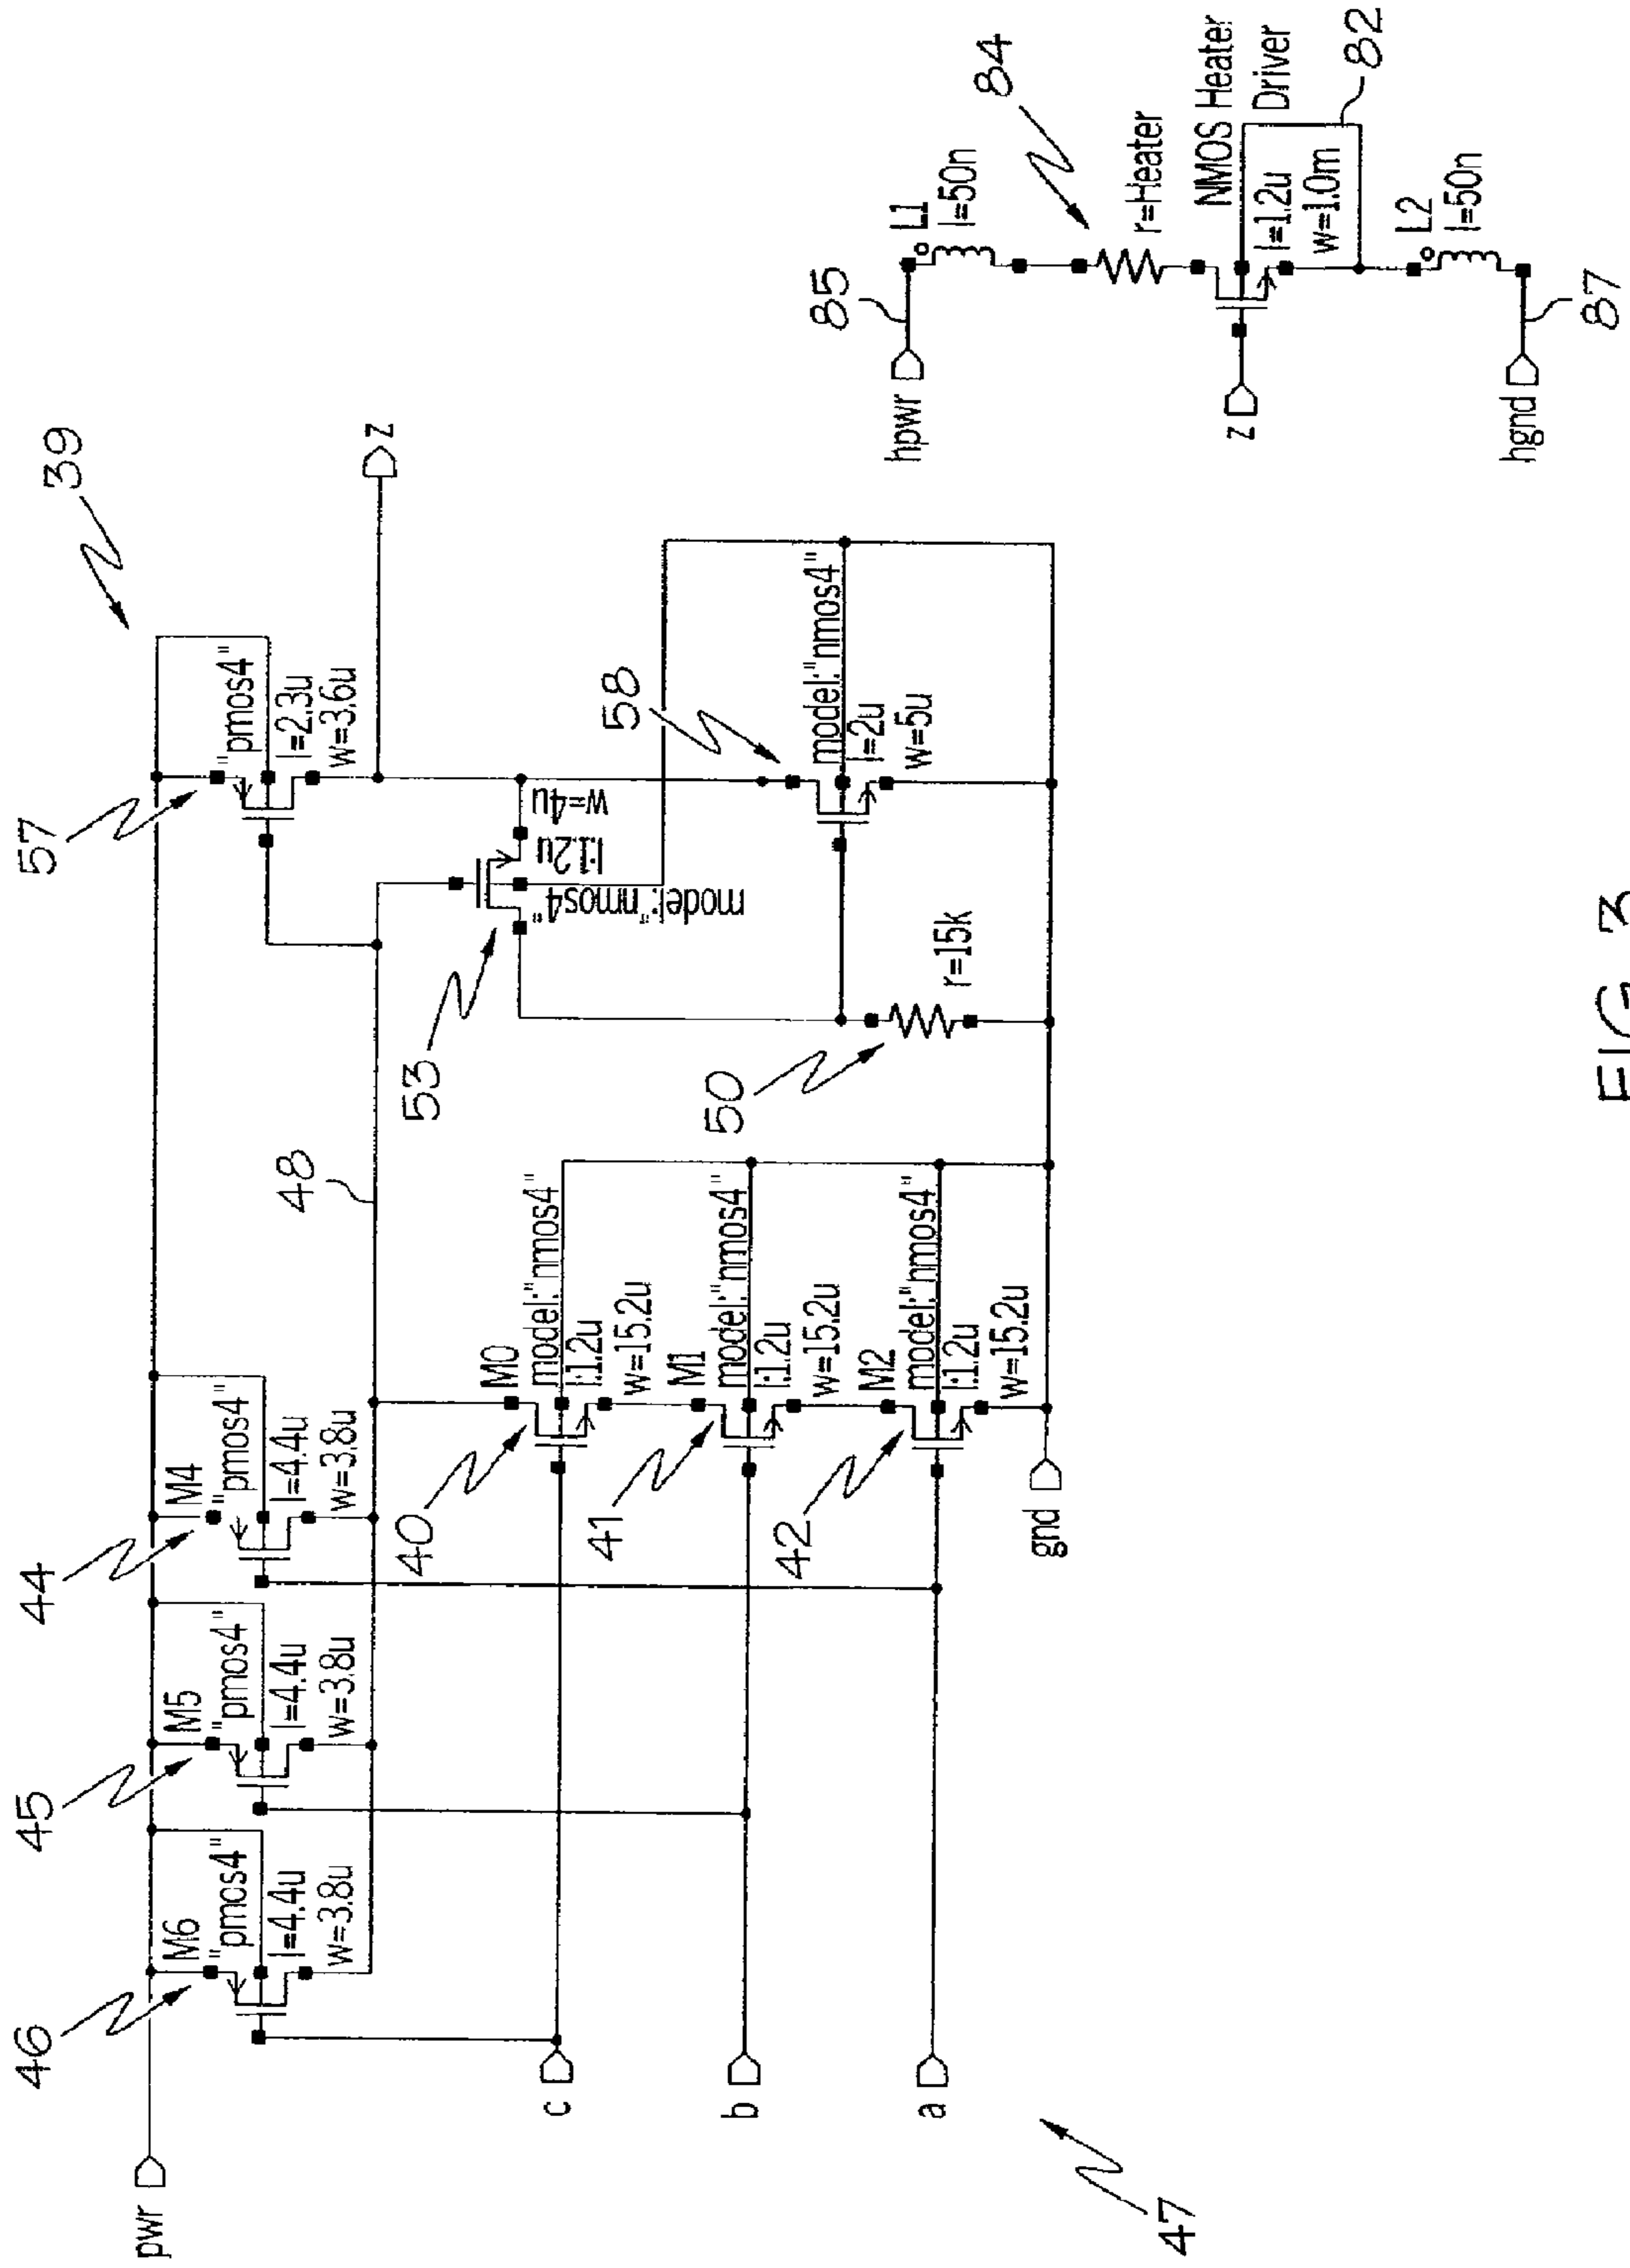 39
46
45
44
57
pwr
M6
"pmos4"
l=4.4u
w=3.8u
M5
"pmos4"
l=4.4u
w=3.8u
M4
"pmos4"
l=4.4u
w=3.8u
"pmos4"
l=2.3u
w=3.6u
48
z
53
w=4u
l:1.2u
model:"nmos4"
40
M0
model:"nmos4"
l:1.2u
w=15.2u
c
41
M1
model:"nmos4"
l:1.2u
w=15.2u
b
42
M2
model:"nmos4"
l:1.2u
w=15.2u
a
58
model:"nmos4"
l=2u
w=5u
50
r=15k
gnd
47
85
hpwr
L1
l=50n
84
r=Heater
NMOS Heater
Driver
z
l=1.2u
w=1.0m
82
L2
l=50n
hgnd
87
FIG. 3